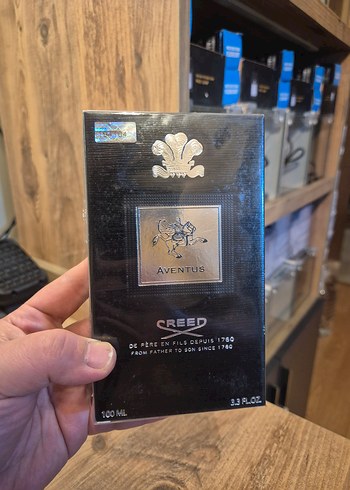 AVENTUS
CREED
DE PÈRE EN FILS DEPUIS 1760
FROM FATHER TO SON SINCE 1760
100 ML
3.3 FL.OZ.